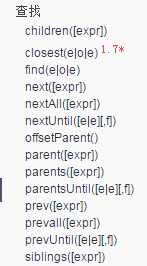 查找
children([expr])
closest(e|o|e) 1.7*
find(e|o|e)
next([expr])
nextAll([expr])
nextUntil([e|e][,f])
offsetParent()
parent([expr])
parents([expr])
parentsUntil([e|e][,f])
prev([expr])
prevall([expr])
prevUntil([e|e][,f])
siblings([expr])